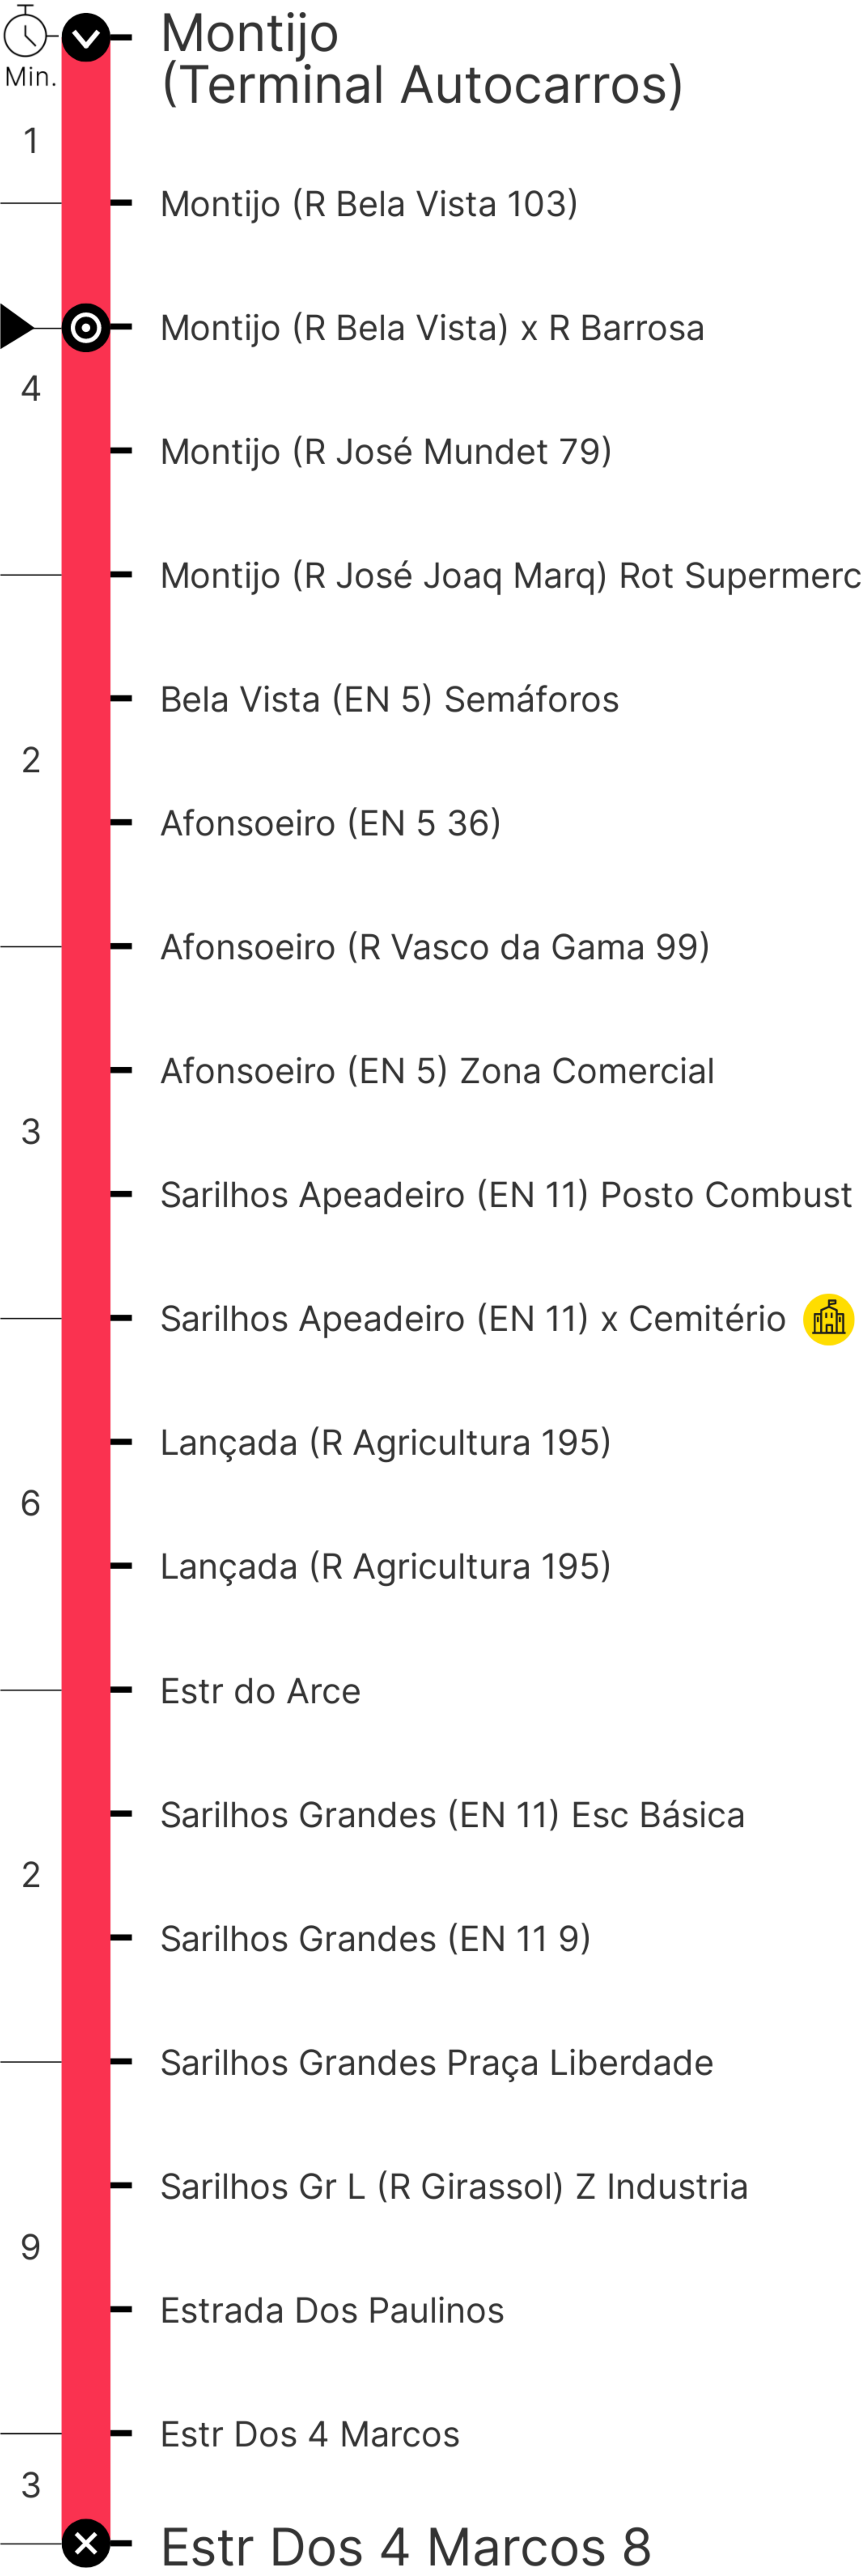 Montijo
(Terminal Autocarros)
Min.
1
Montijo (R Bela Vista 103)
Montijo (R Bela Vista) x R Barrosa
4
Montijo (R José Mundet 79)
Montijo (R José Joaq Marq) Rot Supermerc
Bela Vista (EN 5) Semáforos
2
Afonsoeiro (EN 5 36)
Afonsoeiro (R Vasco da Gama 99)
Afonsoeiro (EN 5) Zona Comercial
3
Sarilhos Apeadeiro (EN 11) Posto Combust
Sarilhos Apeadeiro (EN 11) x Cemitério
Lançada (R Agricultura 195)
6
Lançada (R Agricultura 195)
Estr do Arce
Sarilhos Grandes (EN 11) Esc Básica
2
Sarilhos Grandes (EN 11 9)
Sarilhos Grandes Praça Liberdade
Sarilhos Gr L (R Girassol) Z Industria
9
Estrada Dos Paulinos
Estr Dos 4 Marcos
3
Estr Dos 4 Marcos 8